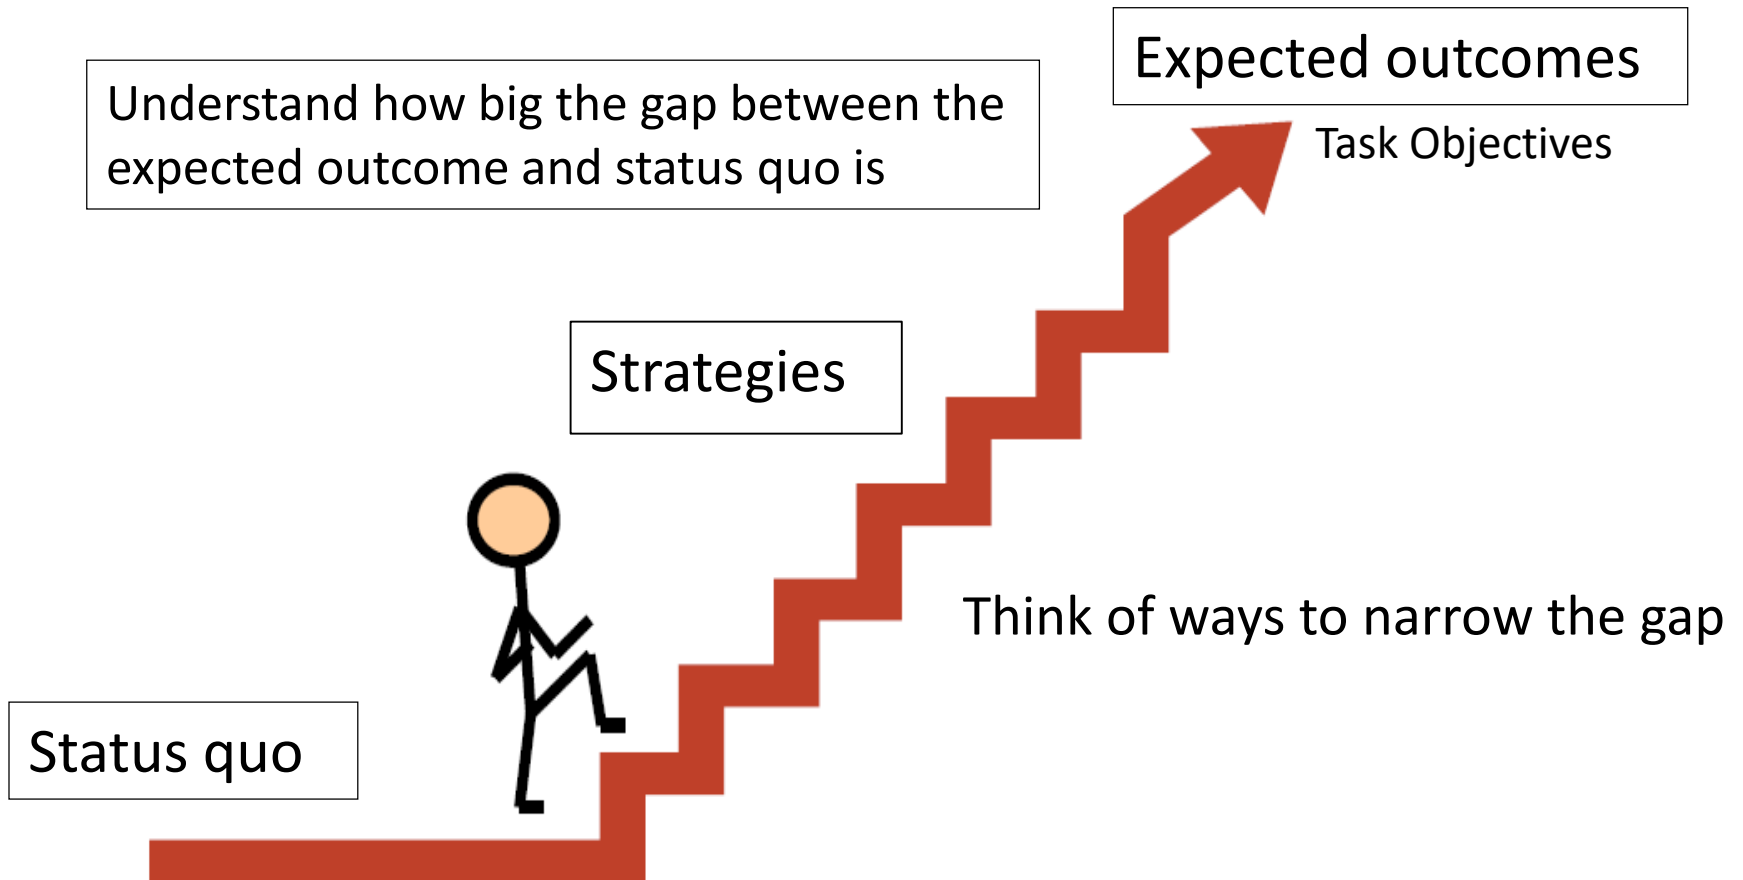 Expected outcomes
Understand how big the gap between the
expected outcome and status quo is
Task Objectives
Strategies
Think of ways to narrow the gap
Status quo